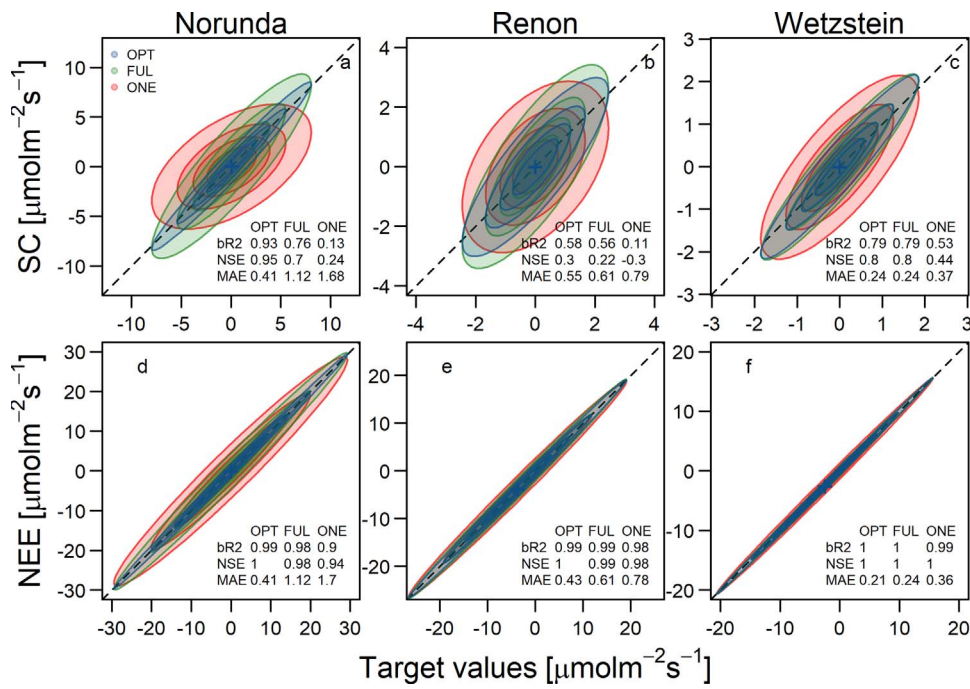 Norunda Renon Wetzstein
SC [μmolm−2s−1]
a
OPT
FUL
ONE
10
5
0
-5
-10
OPT FUL ONE
bR2 0.93 0.76 0.13
NSE 0.95 0.7 0.24
MAE 0.41 1.12 1.68
-10 -5 0 5 10
b
4
2
0
-2
-4
OPT FUL ONE
bR2 0.58 0.56 0.11
NSE 0.3 0.22 -0.3
MAE 0.55 0.61 0.79
-4 -2 0 2 4
c
3
2
1
0
-1
-2
-3
OPT FUL ONE
bR2 0.79 0.79 0.53
NSE 0.8 0.8 0.44
MAE 0.24 0.24 0.37
-3 -2 -1 0 1 2 3
NEE [μmolm−2s−1]
d
30
20
10
0
-10
-20
-30
OPT FUL ONE
bR2 0.99 0.98 0.9
NSE 1 0.98 0.94
MAE 0.41 1.12 1.7
-30 -20 -10 0 10 20 30
e
20
10
0
-10
-20
OPT FUL ONE
bR2 0.99 0.99 0.98
NSE 1 0.99 0.98
MAE 0.43 0.61 0.78
-20 -10 0 10 20
f
20
10
0
-10
-20
OPT FUL ONE
bR2 1 1 0.99
NSE 1 1 1
MAE 0.21 0.24 0.36
-20 -10 0 10 20
Target values [μmolm−2s−1]